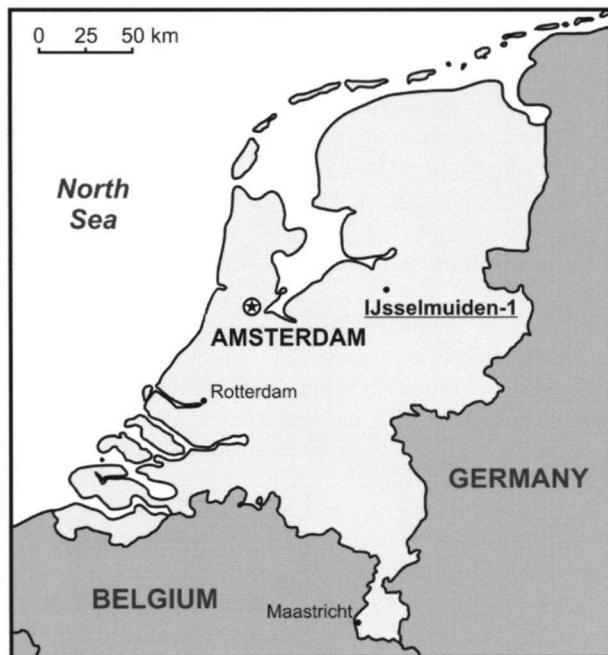 0 25 50 km
North
Sea
IJsselmuiden-1
AMSTERDAM
Rotterdam
GERMANY
BELGIUM
Maastricht